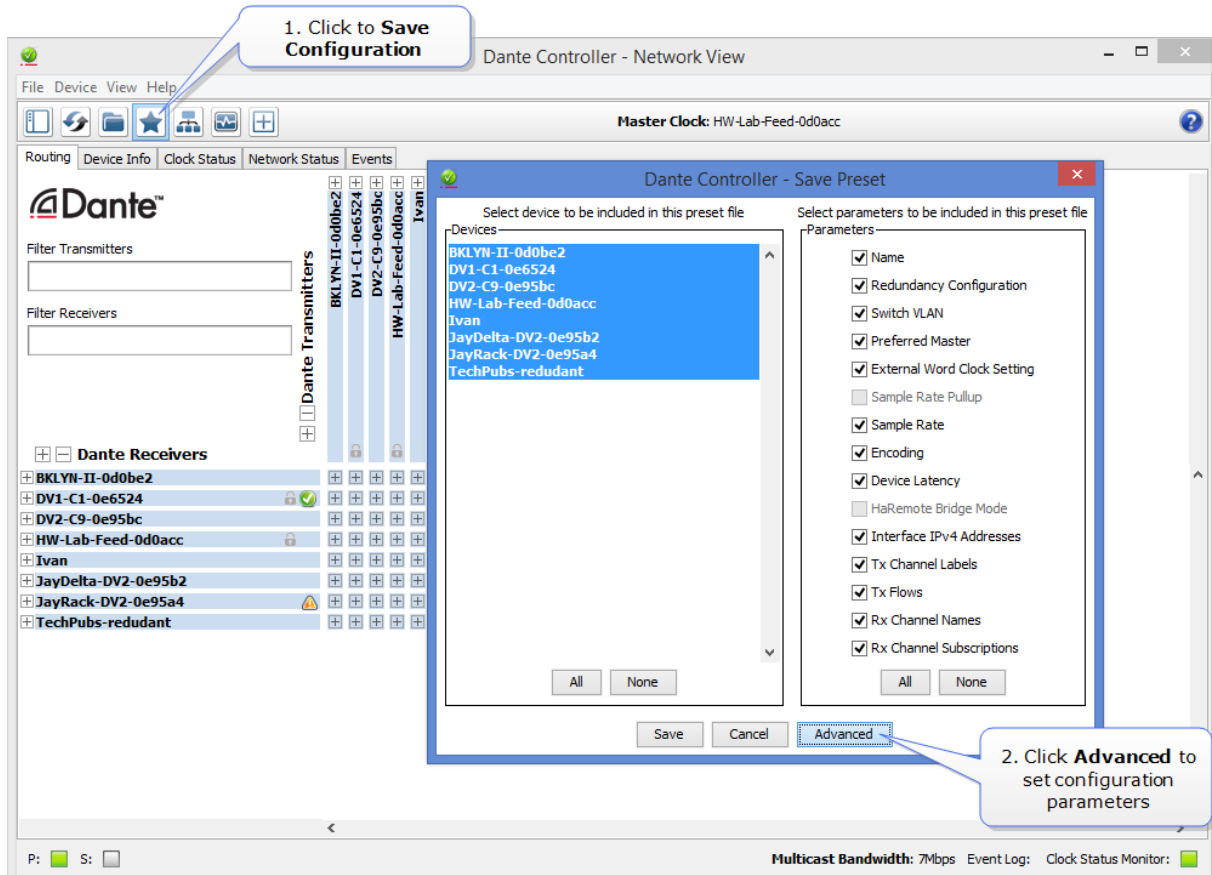 1. Click to Save
Configuration
Dante Controller - Network View
File Device View Help
Master Clock: HW-Lab-Feed-0d0acc
Routing Device Info Clock Status Network Status Events
Dante™
Filter Transmitters
Filter Receivers
Dante Transmitters
BKLYN-II-0d0be2
DV1-C1-0e6524
DV2-C9-0e95bc
HW-Lab-Feed-0d0acc
Ivan
Dante Receivers
BKLYN-II-0d0be2
DV1-C1-0e6524
DV2-C9-0e95bc
HW-Lab-Feed-0d0acc
Ivan
JayDelta-DV2-0e95b2
JayRack-DV2-0e95a4
TechPubs-redudant
Dante Controller - Save Preset
Select device to be included in this preset file
Devices
BKLYN-II-0d0be2
DV1-C1-0e6524
DV2-C9-0e95bc
HW-Lab-Feed-0d0acc
Ivan
JayDelta-DV2-0e95b2
JayRack-DV2-0e95a4
TechPubs-redudant
All None
Select parameters to be included in this preset file
Parameters
Name
Redundancy Configuration
Switch VLAN
Preferred Master
External Word Clock Setting
Sample Rate Pullup
Sample Rate
Encoding
Device Latency
HaRemote Bridge Mode
Interface IPv4 Addresses
Tx Channel Labels
Tx Flows
Rx Channel Names
Rx Channel Subscriptions
All None
Save Cancel Advanced
2. Click Advanced to
set configuration
parameters
P: S: Multicast Bandwidth: 7Mbps Event Log: Clock Status Monitor: